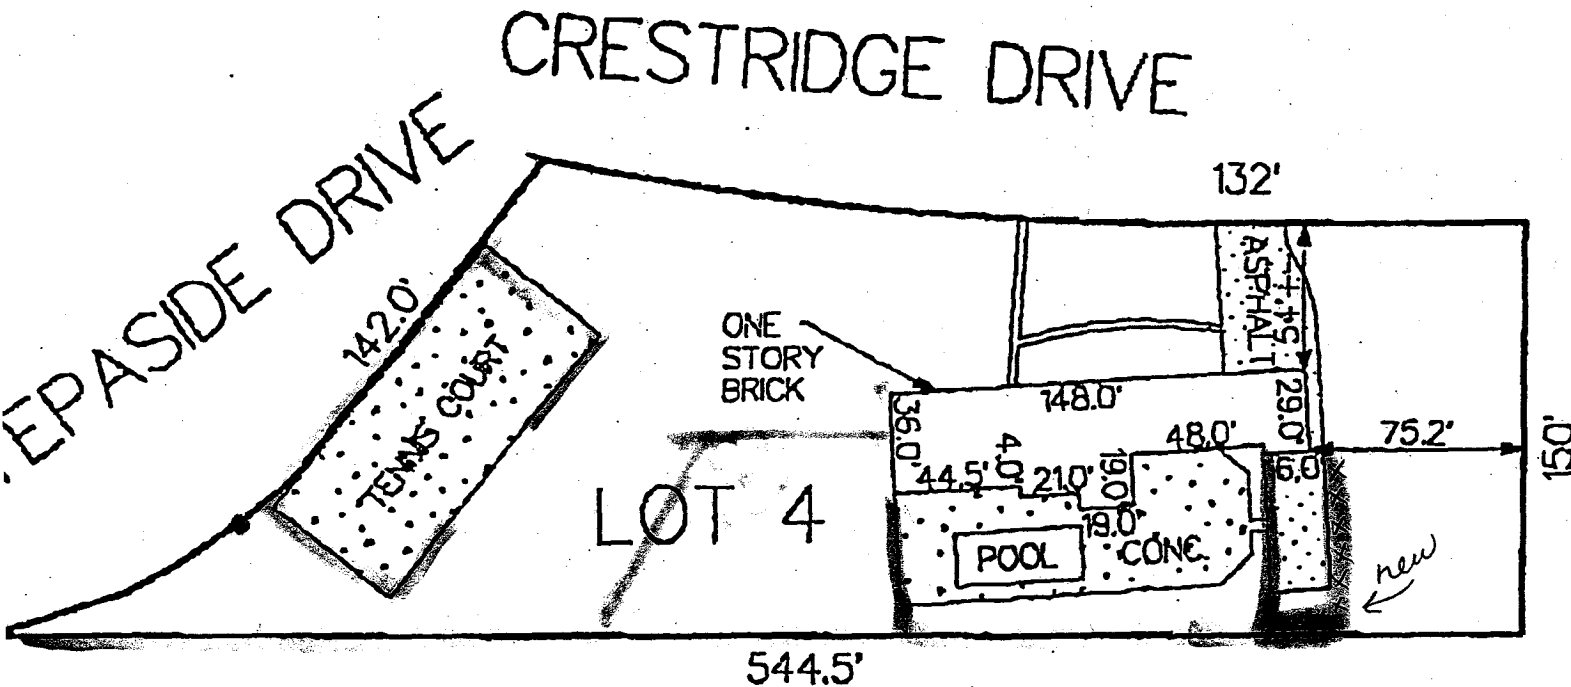 CRESTRIDGE DRIVE
EPASIDE DRIVE
132'
142.0'
TENNIS COURT
ONE
STORY
BRICK
ASPHALT
148.0'
36.0'
29.0'
75.2'
150'
44.5'
4.0'
21.0'
19.0'
48.0'
6.0'
19.0'
LOT 4
POOL
CONC.
new
544.5'